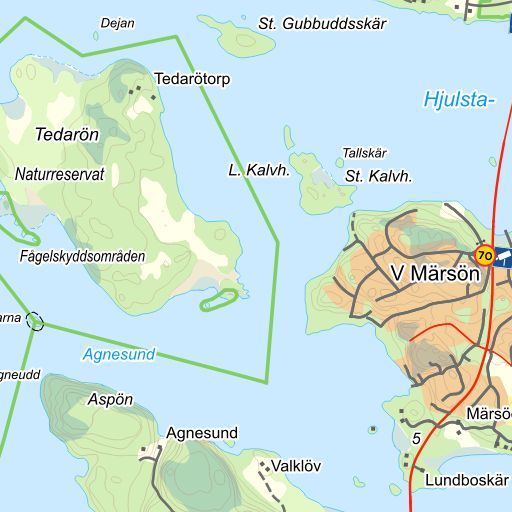 Dejan
St. Gubbuddsskär
Tedarötorp
Hjulsta-
Tedarön
Tallskär
L. Kalvh.
St. Kalvh.
Naturreservat
Fågelskyddsområden
70
V Märsön
arna
Agnesund
gneudd
Aspön
Märsö
Agnesund
5
Valklöv
Lundboskär